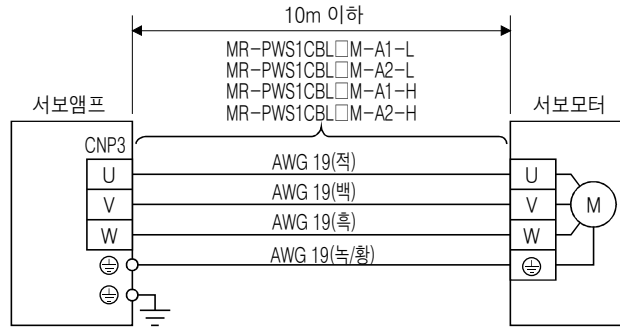 10m 이하
MR-PWS1CBL□M-A1-L
MR-PWS1CBL□M-A2-L
MR-PWS1CBL□M-A1-H
MR-PWS1CBL□M-A2-H
서보앰프
서보모터
CNP3
U AWG 19(적) U
V AWG 19(백) V M
W AWG 19(흑) W
AWG 19(녹/황)